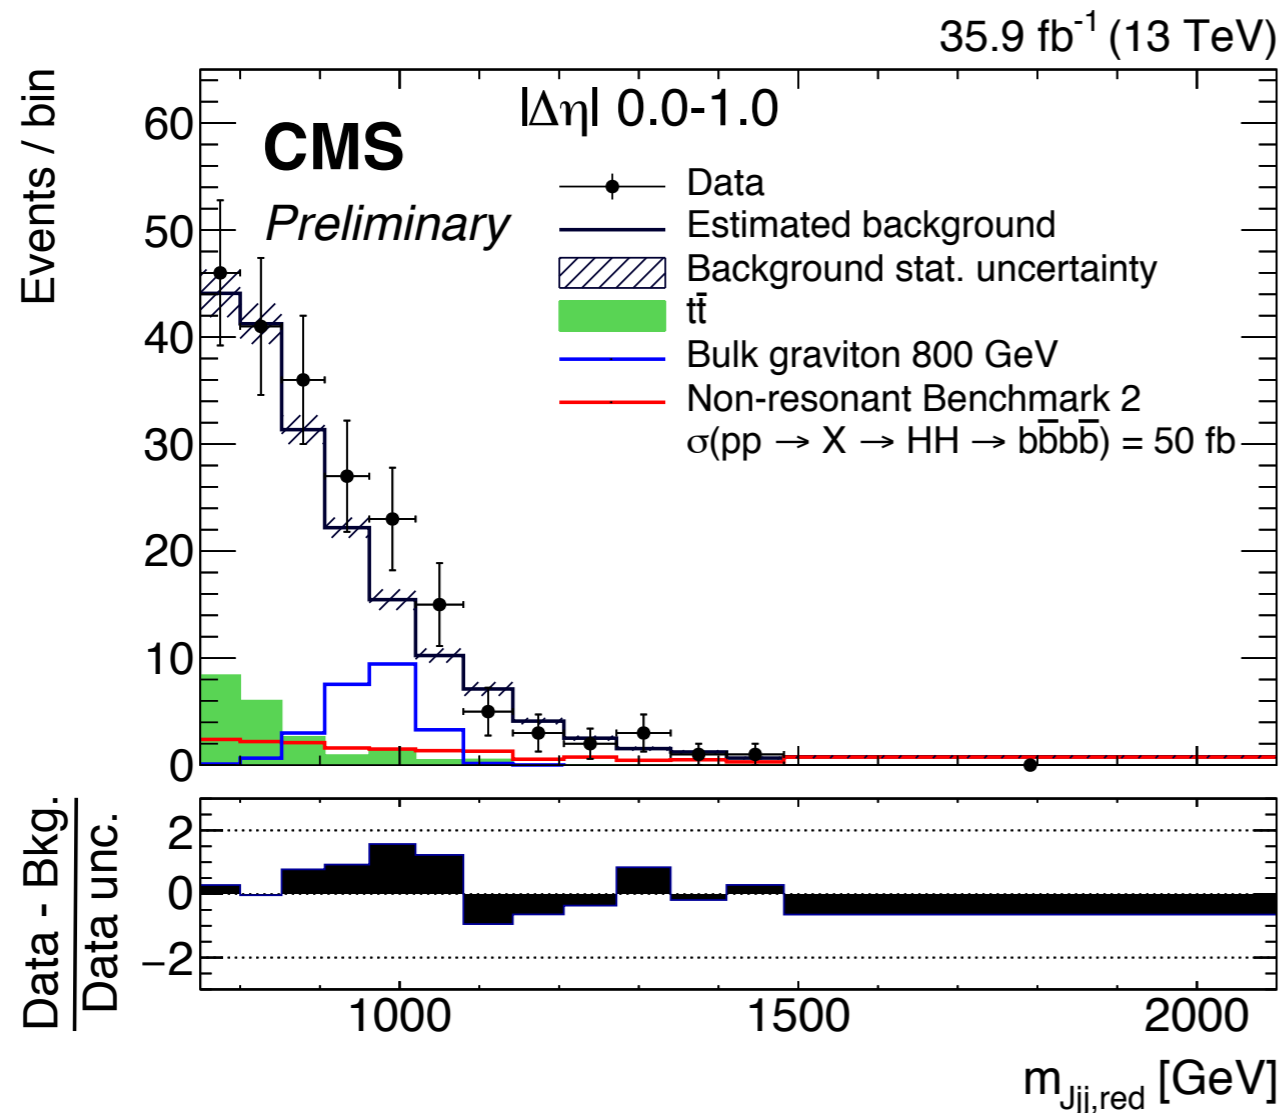 35.9 fb⁻¹ (13 TeV)
Events / bin
|Δη| 0.0-1.0
CMS
Preliminary
Data
Estimated background
Background stat. uncertainty
tt̄
Bulk graviton 800 GeV
Non-resonant Benchmark 2
σ(pp → X → HH → bb̄bb̄) = 50 fb
60
50
40
30
20
10
0
Data - Bkg.
Data unc.
2
0
−2
1000 1500 2000
m_Jjj,red [GeV]